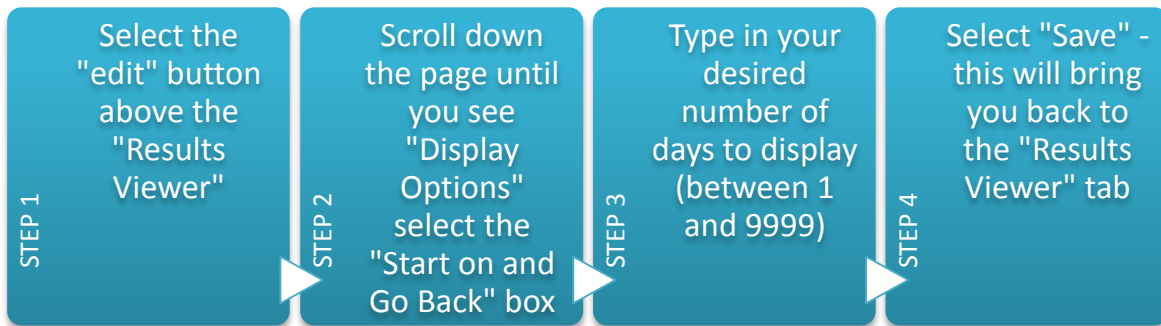 STEP 1
Select the
"edit" button
above the
"Results
Viewer"
STEP 2
Scroll down
the page until
you see
"Display
Options"
select the
"Start on and
Go Back" box
STEP 3
Type in your
desired
number of
days to display
(between 1
and 9999)
STEP 4
Select "Save" -
this will bring
you back to
the "Results
Viewer" tab